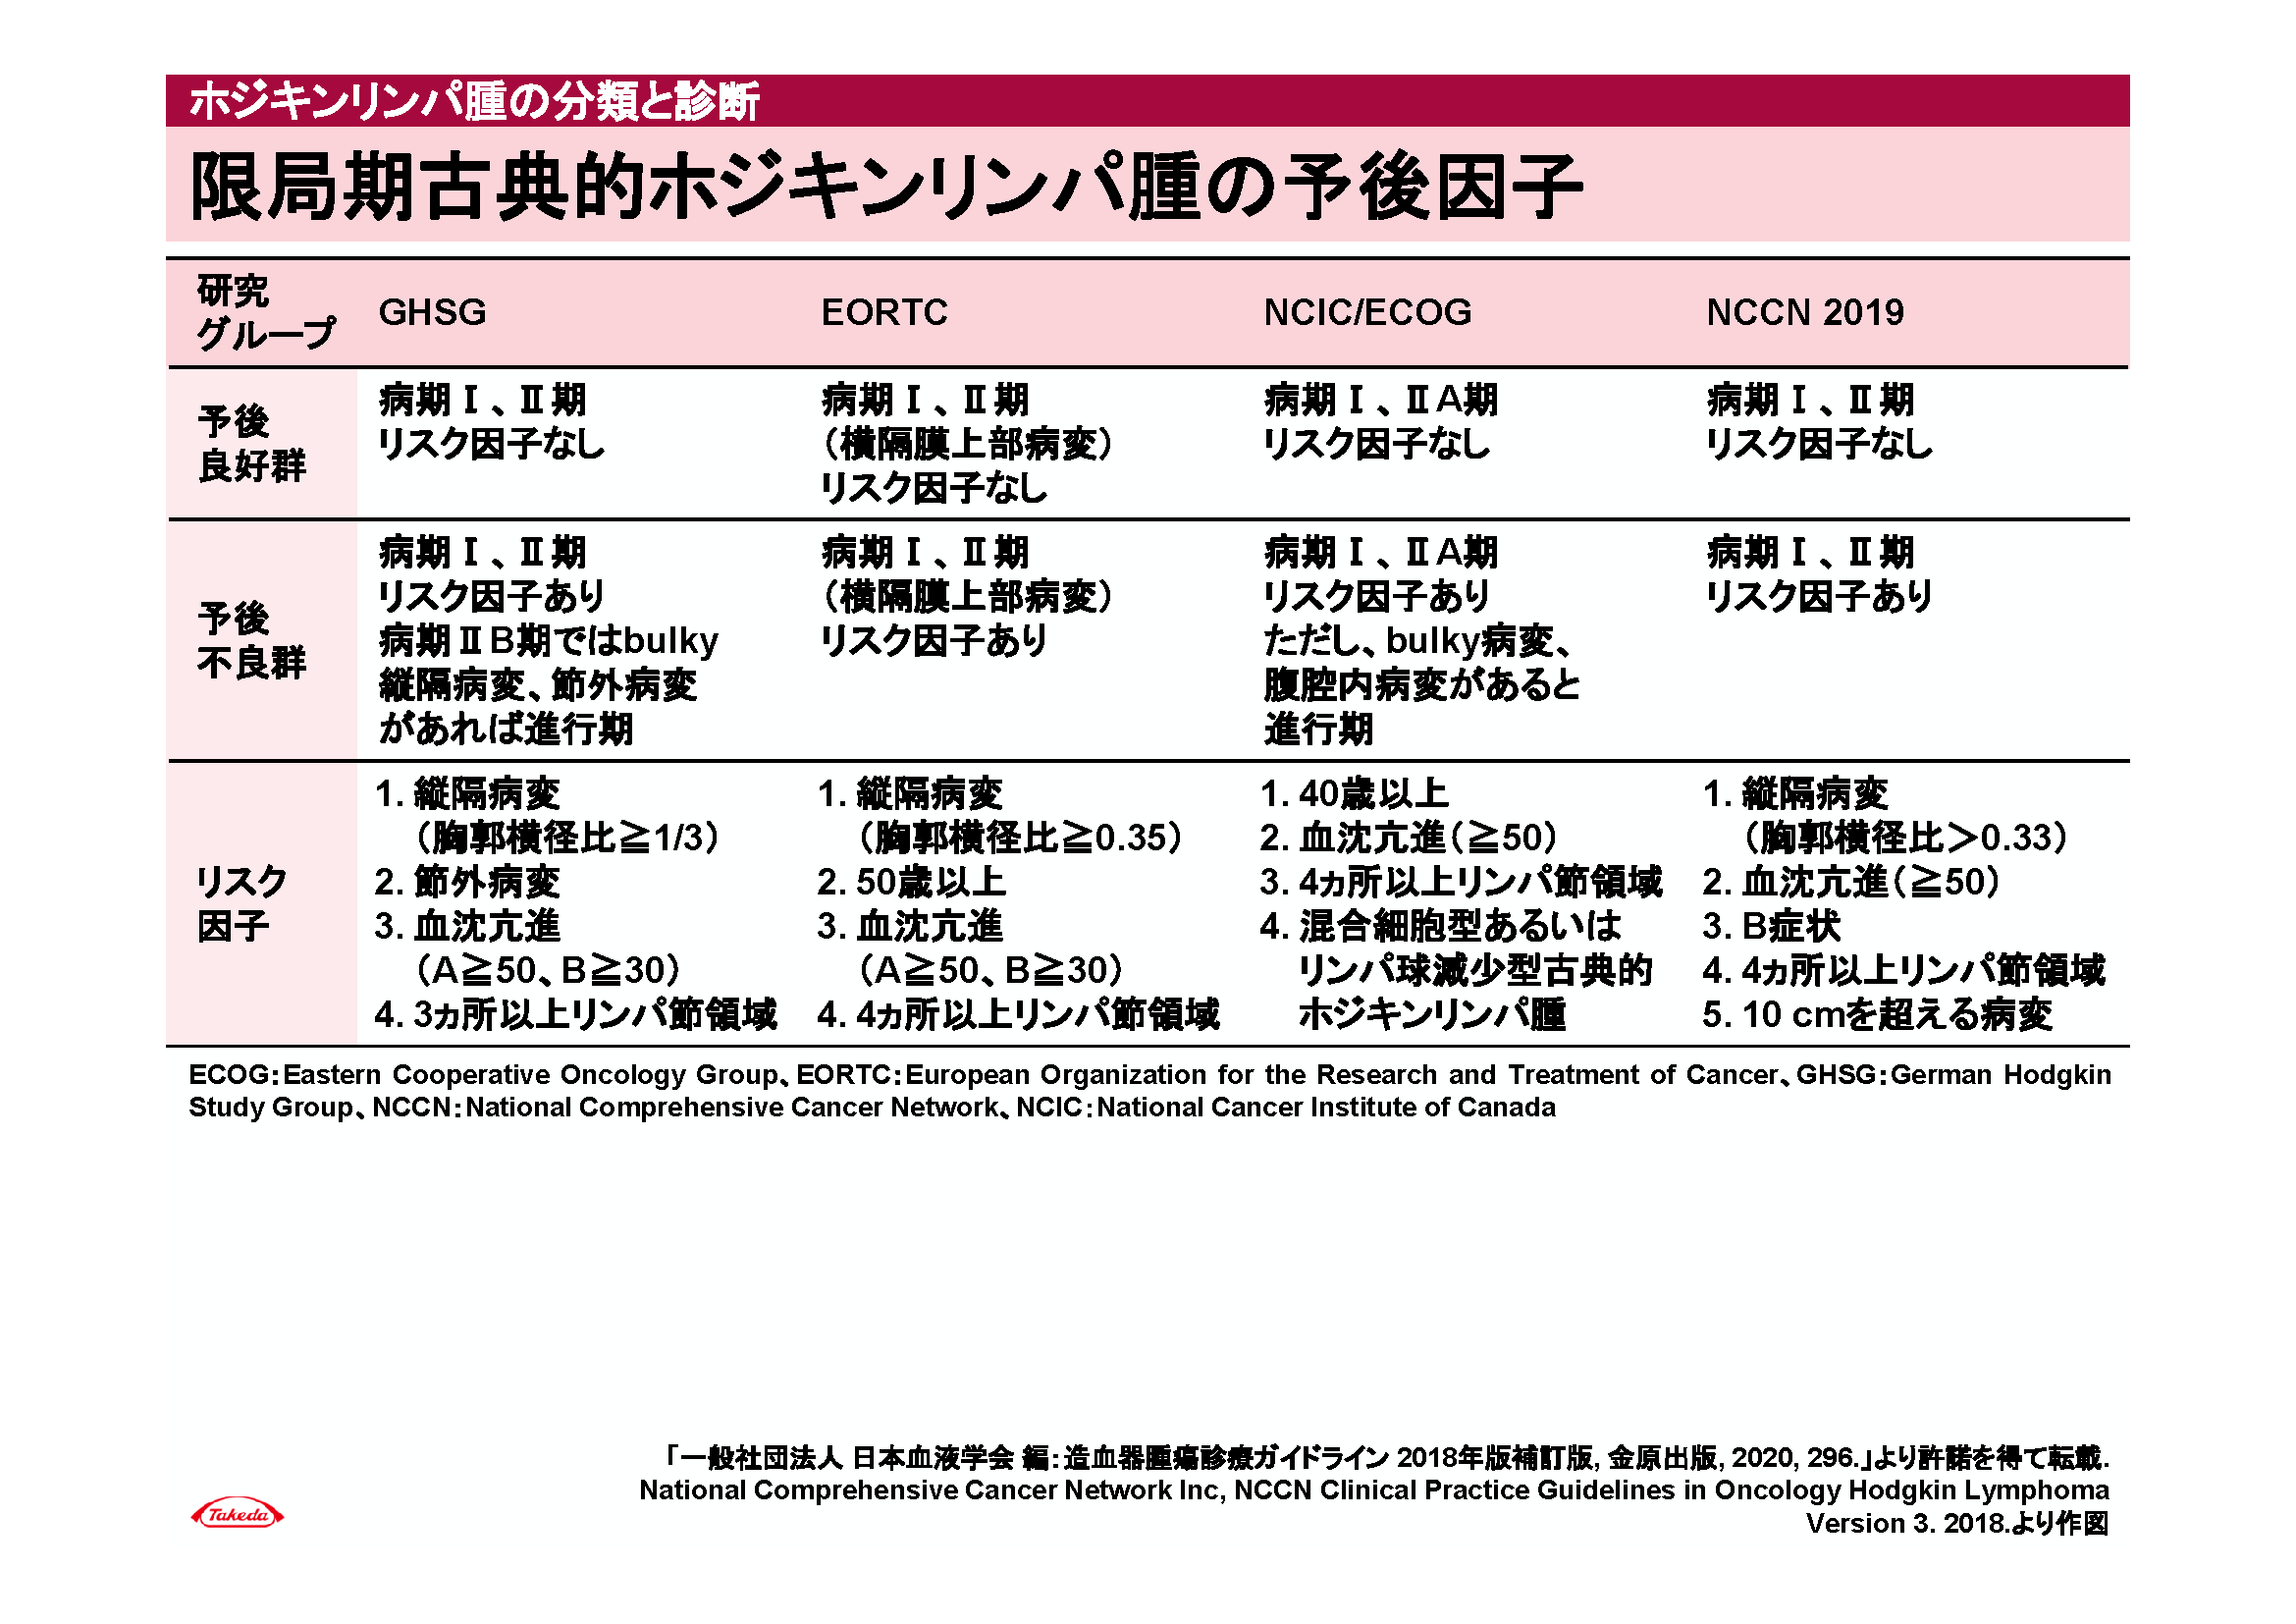 ホジキンリンパ腫の分類と診断
限局期古典的ホジキンリンパ腫の予後因子
研究
グループ
GHSG
EORTC
NCIC/ECOG
NCCN 2019
予後
良好群
病期Ⅰ、Ⅱ期
リスク因子なし
病期Ⅰ、Ⅱ期
（横隔膜上部病変）
リスク因子なし
病期Ⅰ、ⅡA期
リスク因子なし
病期Ⅰ、Ⅱ期
リスク因子なし
予後
不良群
病期Ⅰ、Ⅱ期
リスク因子あり
病期ⅡB期ではbulky
縦隔病変、節外病変
があれば進行期
病期Ⅰ、Ⅱ期
（横隔膜上部病変）
リスク因子あり
病期Ⅰ、ⅡA期
リスク因子あり
ただし、bulky病変、
腹腔内病変があると
進行期
病期Ⅰ、Ⅱ期
リスク因子あり
リスク
因子
1. 縦隔病変
（胸郭横径比≧1/3）
2. 節外病変
3. 血沈亢進
（A≧50、B≧30）
4. 3ヵ所以上リンパ節領域
1. 縦隔病変
（胸郭横径比≧0.35）
2. 50歳以上
3. 血沈亢進
（A≧50、B≧30）
4. 4ヵ所以上リンパ節領域
1. 40歳以上
2. 血沈亢進（≧50）
3. 4ヵ所以上リンパ節領域
4. 混合細胞型あるいは
リンパ球減少型古典的
ホジキンリンパ腫
1. 縦隔病変
（胸郭横径比＞0.33）
2. 血沈亢進（≧50）
3. B症状
4. 4ヵ所以上リンパ節領域
5. 10 cmを超える病変
ECOG：Eastern Cooperative Oncology Group、EORTC：European Organization for the Research and Treatment of Cancer、GHSG：German Hodgkin
Study Group、NCCN：National Comprehensive Cancer Network、NCIC：National Cancer Institute of Canada
「一般社団法人 日本血液学会 編：造血器腫瘍診療ガイドライン 2018年版補訂版, 金原出版, 2020, 296.」より許諾を得て転載.
National Comprehensive Cancer Network Inc, NCCN Clinical Practice Guidelines in Oncology Hodgkin Lymphoma
Version 3. 2018.より作図
Takeda